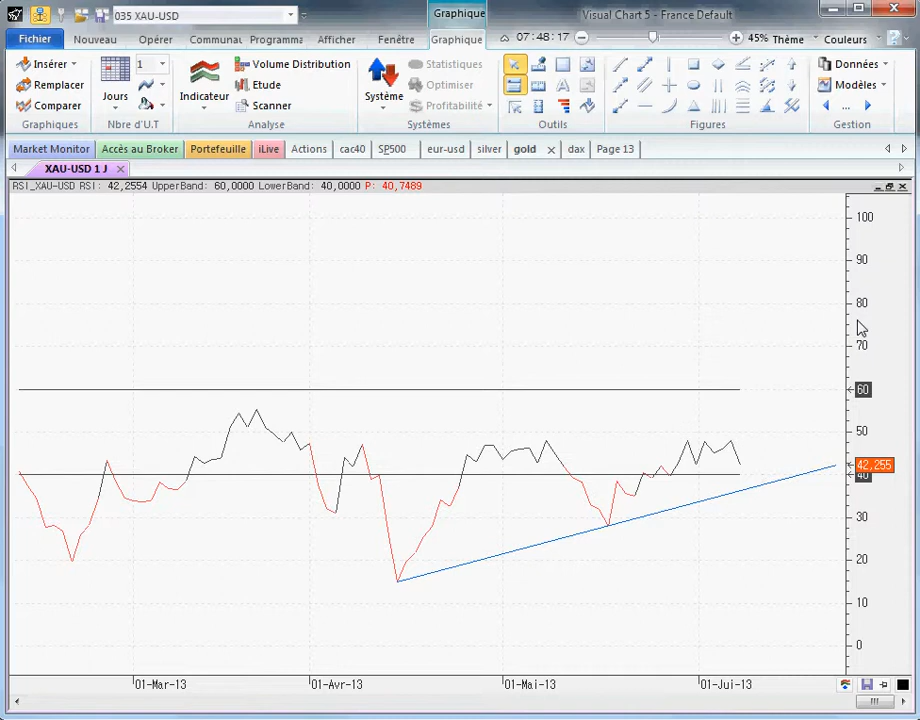 035 XAU-USD
Graphique
Visual Chart 5 - France Default
Fichier
Nouveau
Opérer
Communau
Programma
Afficher
Fenêtre
Graphique
07:48:17
45%
Thème
Couleurs
Insérer
Remplacer
Comparer
Graphiques
1
Jours
Nbre d'U.T
Indicateur
Volume Distribution
Etude
Scanner
Analyse
Système
Statistiques
Optimiser
Profitabilité
Systèmes
Outils
Figures
Données
Modèles
...
Gestion
Market Monitor
Accès au Broker
Portefeuille
iLive
Actions
cac40
SP500
eur-usd
silver
gold
dax
Page 13
XAU-USD 1 J
RSI_XAU-USD RSI: 42,2554 UpperBand: 60,0000 LowerBand: 40,0000 P: 40,7489
100
90
80
70
60
50
42,255
40
30
20
10
0
01-Mar-13
01-Avr-13
01-Mai-13
01-Jui-13